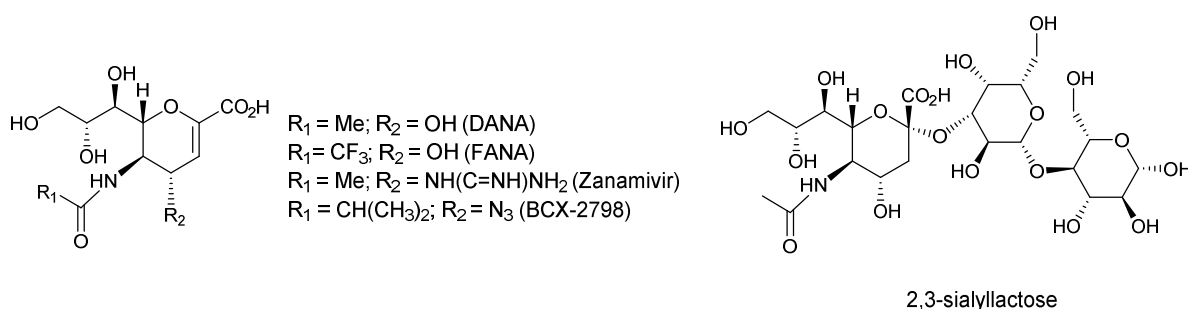 OH
H
O
CO₂H
HO
OH
HN
R₁
R₂
O
R₁ = Me; R₂ = OH (DANA)
R₁ = CF₃; R₂ = OH (FANA)
R₁ = Me; R₂ = NH(C=NH)NH₂ (Zanamivir)
R₁ = CH(CH₃)₂; R₂ = N₃ (BCX-2798)
OH
HO
OH
OH
H
CO₂H
O
O
HO
O
O
OH
HO
O
O
OH
HN
OH
HO
OH
O
2,3-sialyllactose